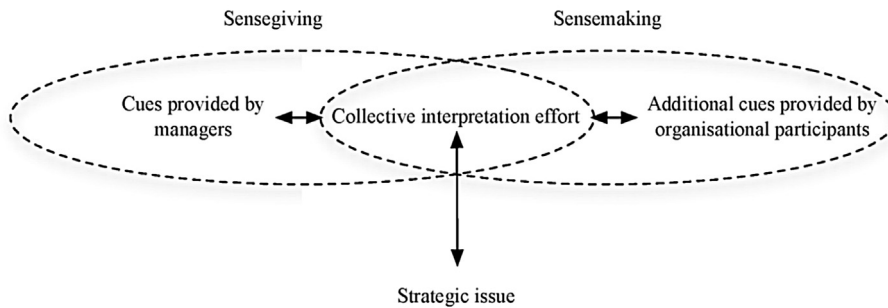 Sensegiving
Sensemaking
Cues provided by
managers
Collective interpretation effort
Additional cues provided by
organisational participants
Strategic issue